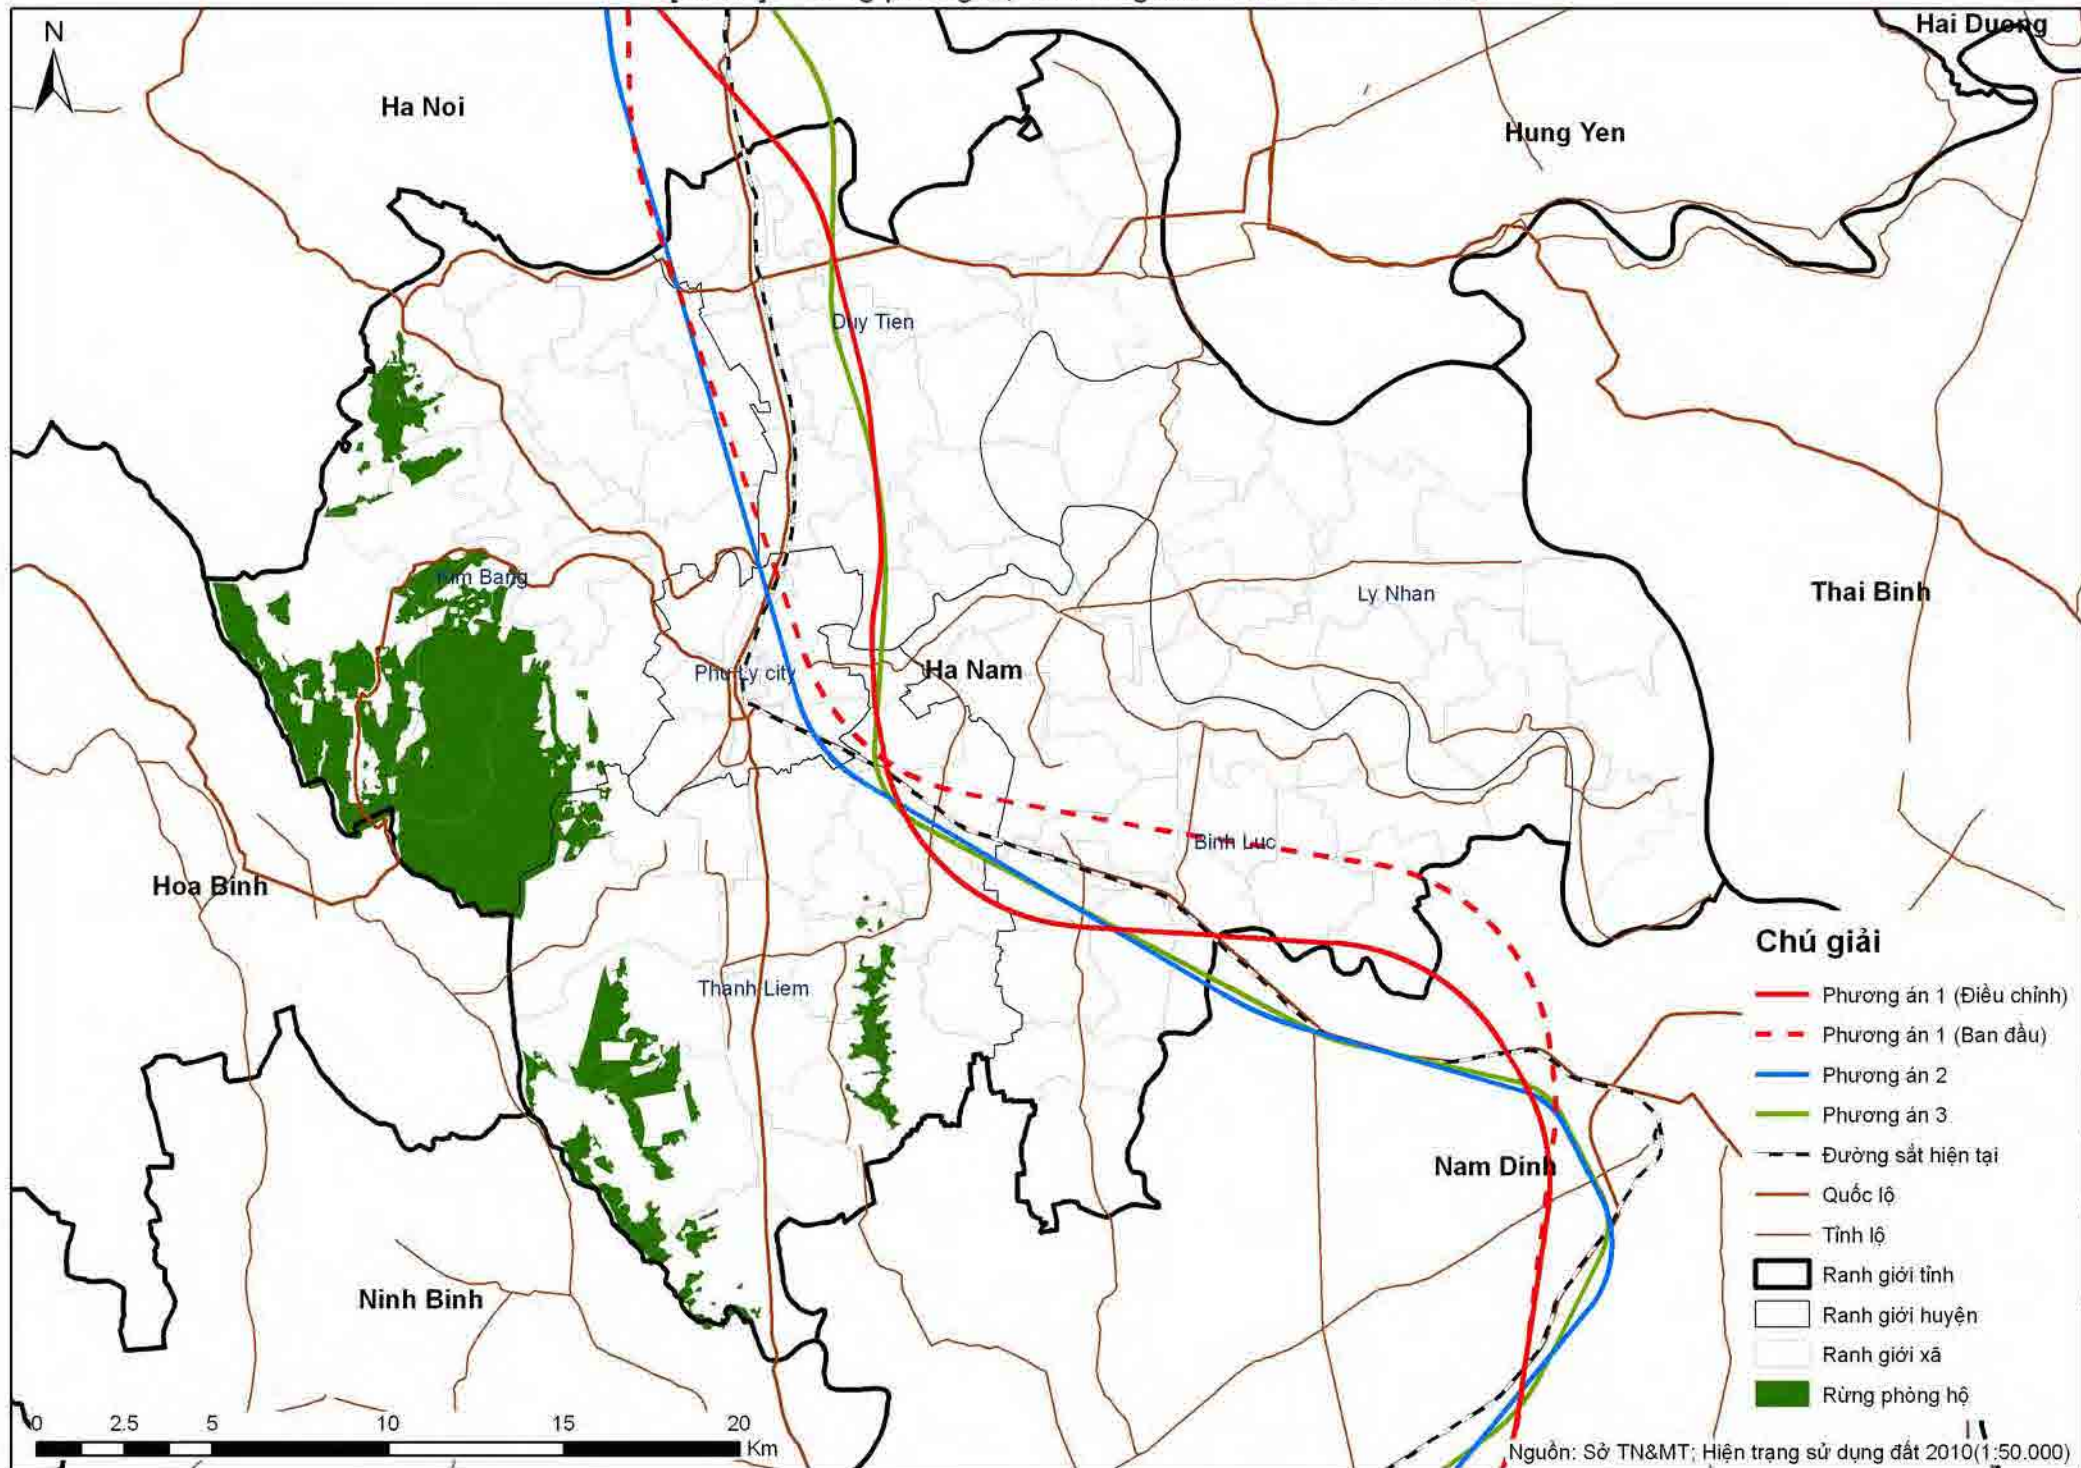 N
Hai Duong
Ha Noi
Hung Yen
Duy Tien
Kim Bang
Ly Nhan
Thai Binh
Phu Ly city
Ha Nam
Binh Luc
Hoa Binh
Thanh Liem
Nam Dinh
Ninh Binh
Chú giải
Phương án 1 (Điều chỉnh)
Phương án 1 (Ban đầu)
Phương án 2
Phương án 3
Đường sắt hiện tại
Quốc lộ
Tỉnh lộ
Ranh giới tỉnh
Ranh giới huyện
Ranh giới xã
Rừng phòng hộ
0 2.5 5 10 15 20
Km
Nguồn: Sở TN&MT; Hiện trạng sử dụng đất 2010(1:50.000)